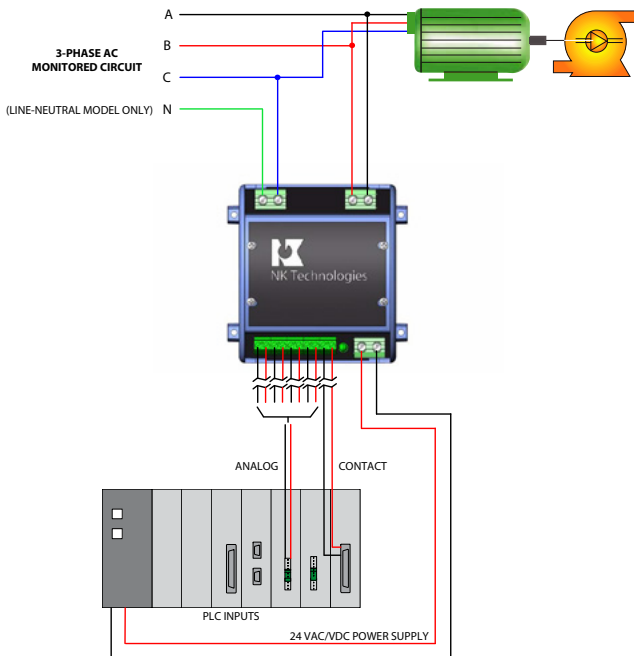 A
3-PHASE AC
MONITORED CIRCUIT
B
C
(LINE-NEUTRAL MODEL ONLY) N
NK Technologies
ANALOG
CONTACT
PLC INPUTS
24 VAC/VDC POWER SUPPLY